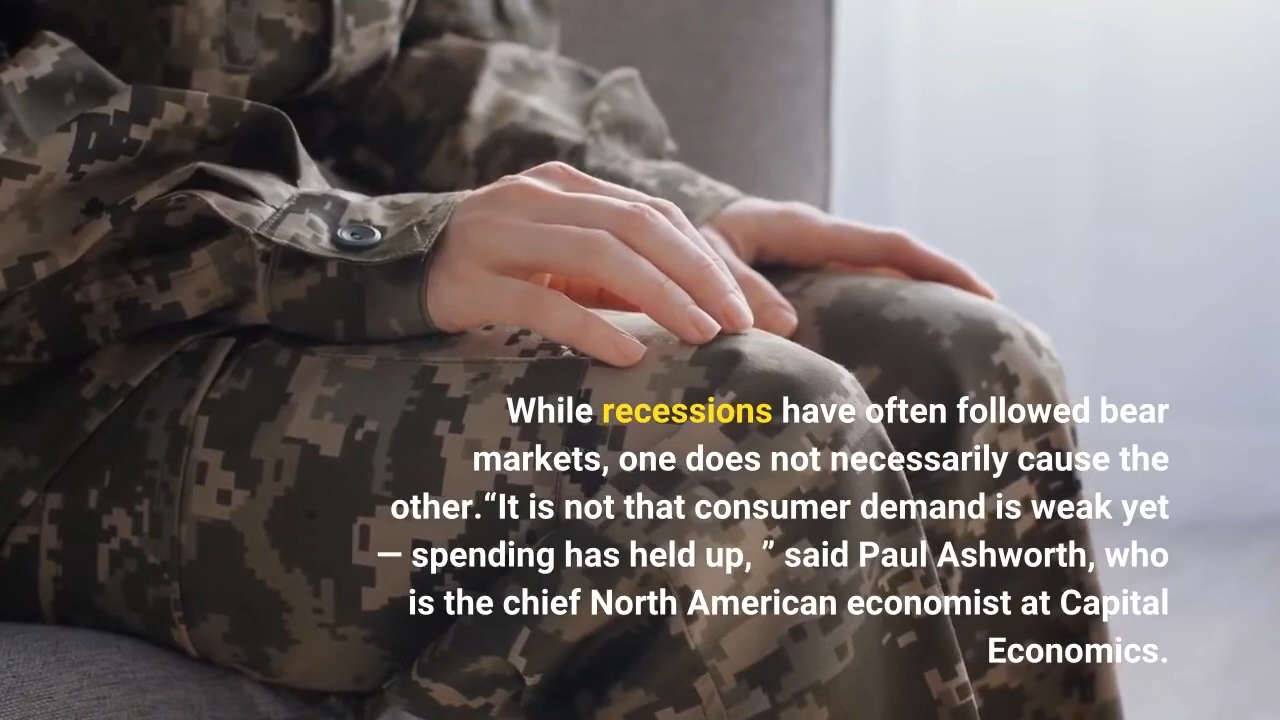 While recessions have often followed bear
markets, one does not necessarily cause the
other.“It is not that consumer demand is weak yet
— spending has held up, ” said Paul Ashworth, who
is the chief North American economist at Capital
Economics.